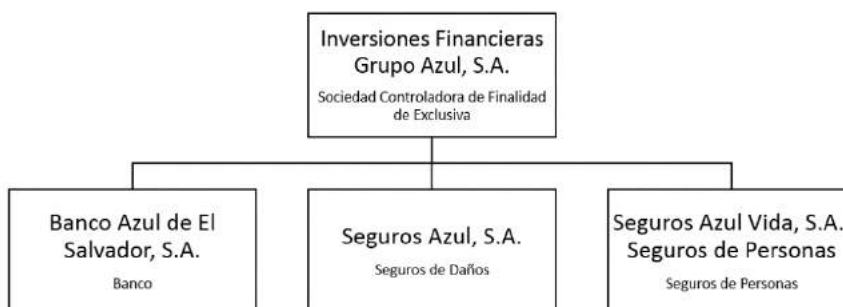 Inversiones Financieras
Grupo Azul, S.A.
Sociedad Controladora de Finalidad
de Exclusiva
Banco Azul de El
Salvador, S.A.
Banco
Seguros Azul, S.A.
Seguros de Daños
Seguros Azul Vida, S.A.
Seguros de Personas
Seguros de Personas